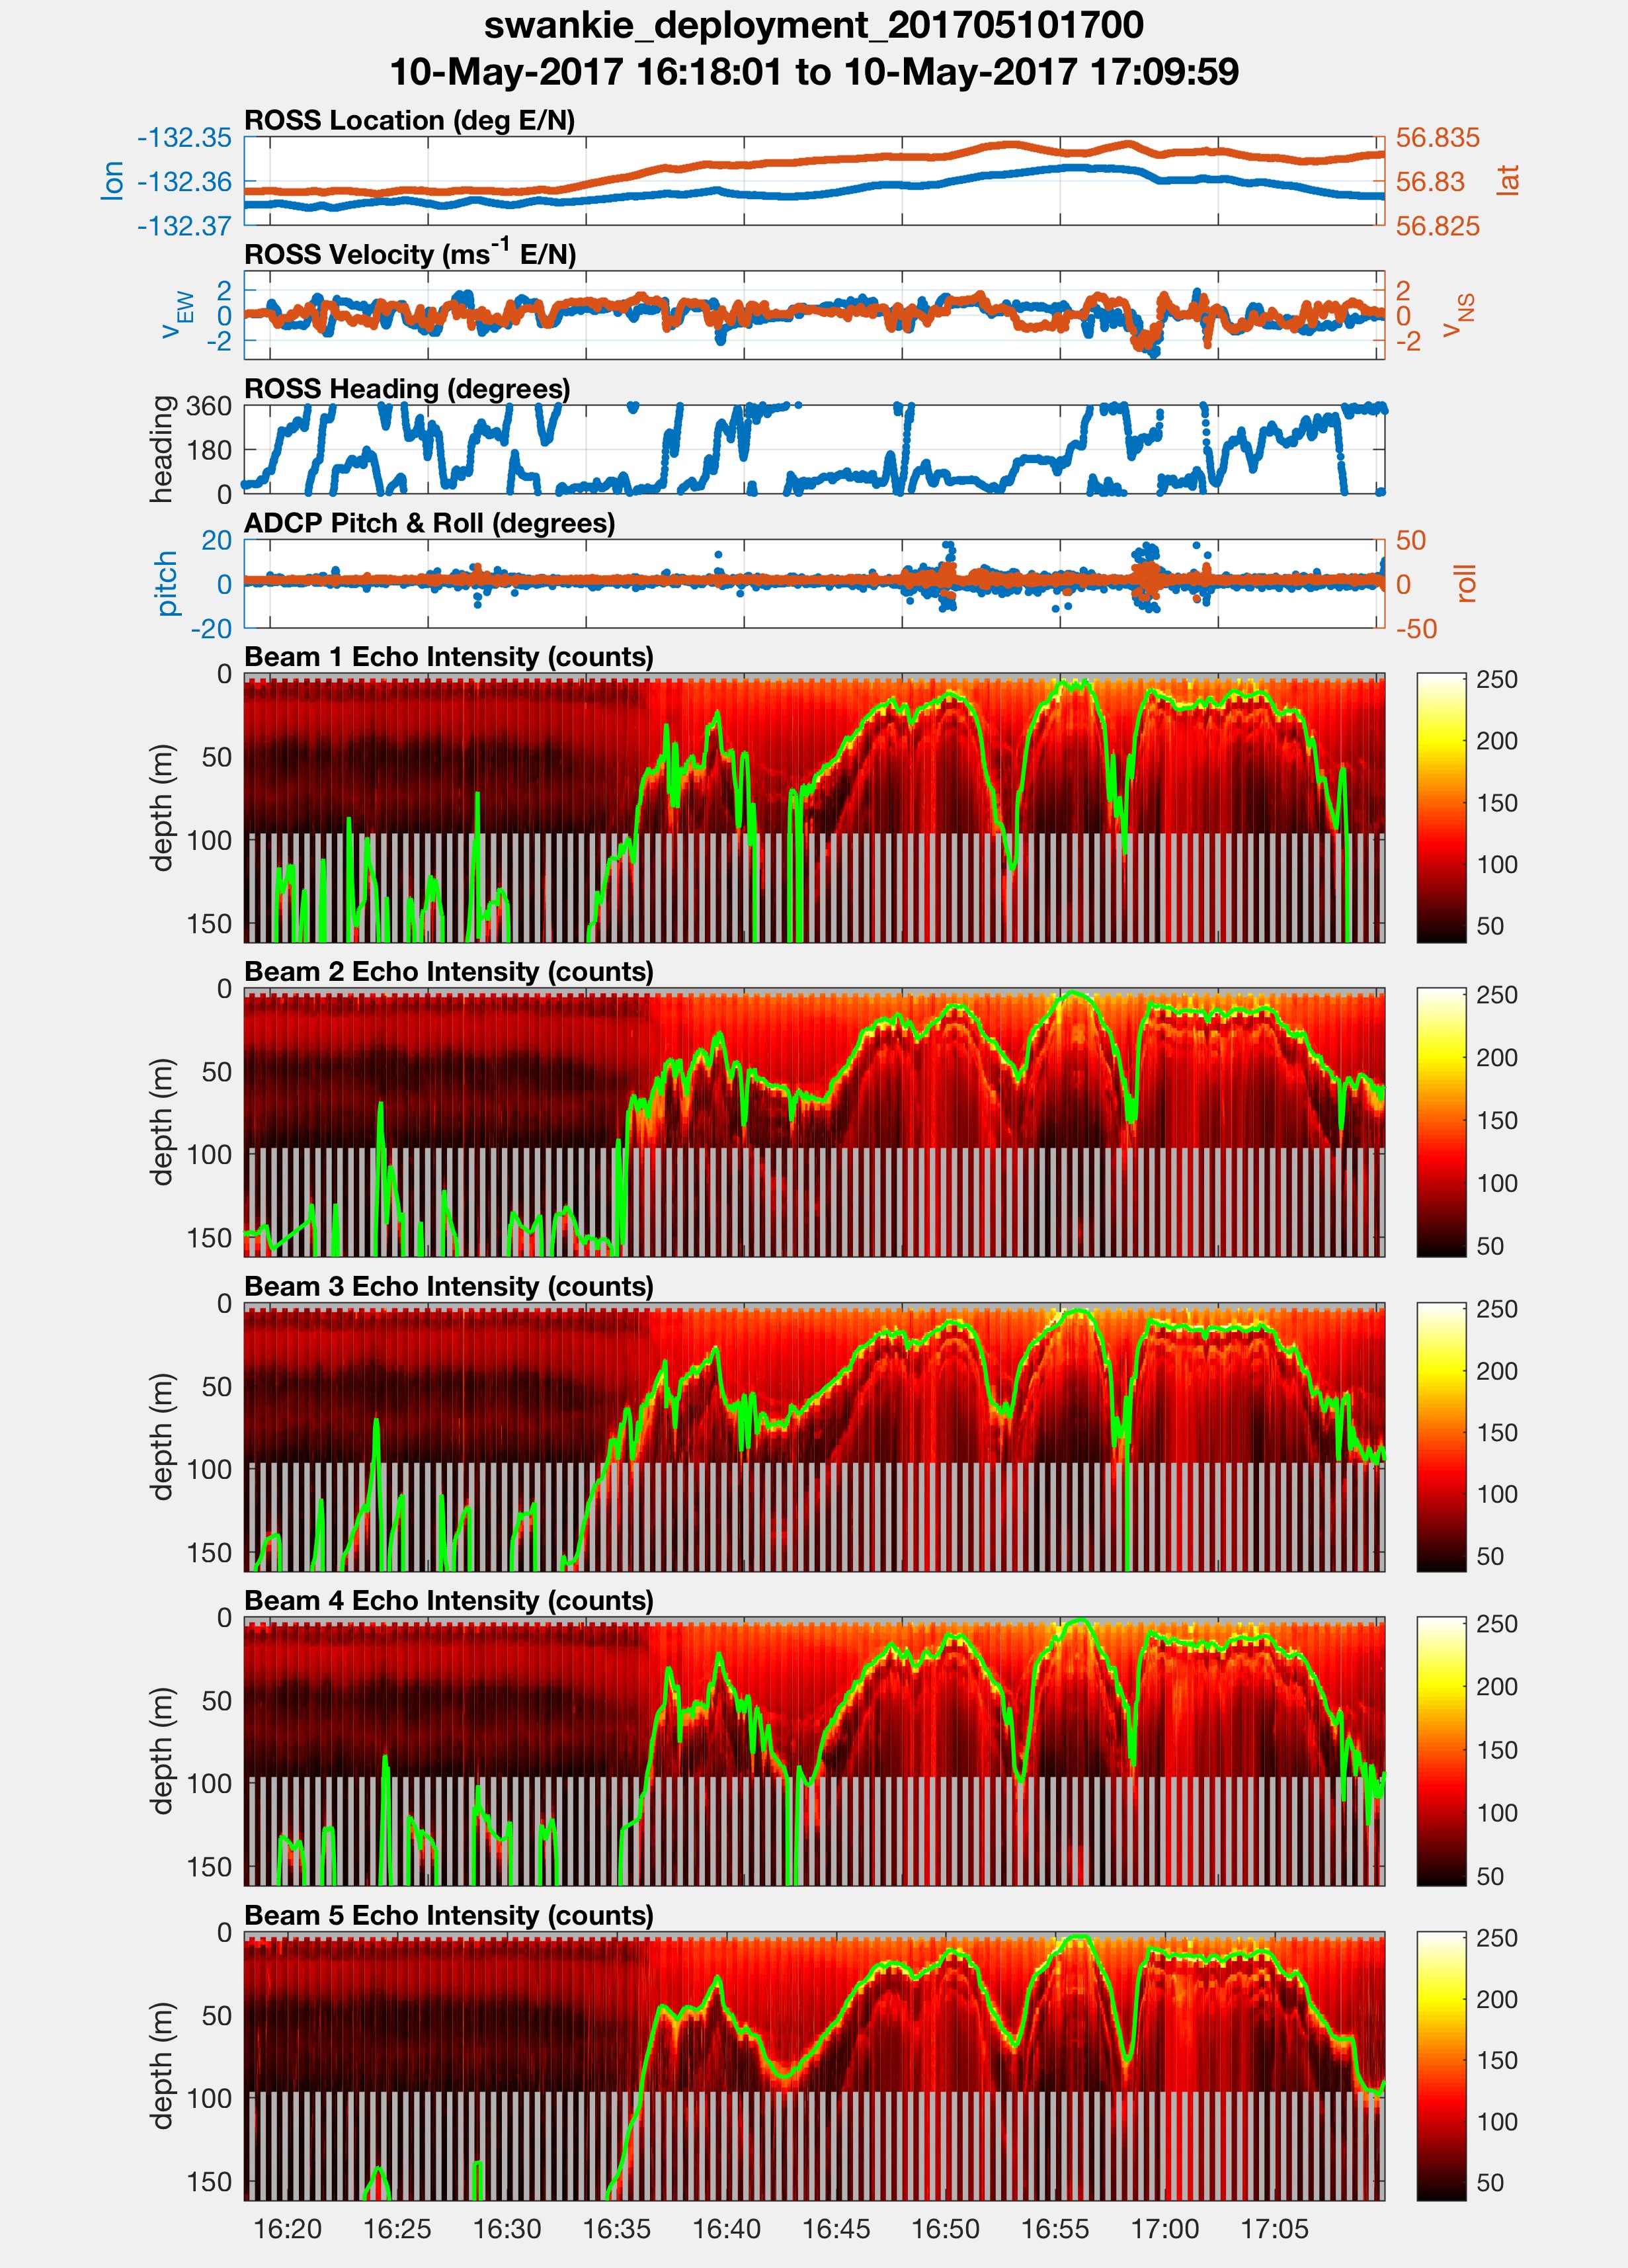 swankie_deployment_201705101700
10-May-2017 16:18:01 to 10-May-2017 17:09:59
ROSS Location (deg E/N)
lon
-132.35
-132.36
-132.37
56.835
56.83
56.825
lat
ROSS Velocity (ms⁻¹ E/N)
vEW
2
0
-2
2
0
-2
vNS
ROSS Heading (degrees)
heading
360
180
0
ADCP Pitch & Roll (degrees)
pitch
20
0
-20
50
0
-50
roll
Beam 1 Echo Intensity (counts)
depth (m)
0
50
100
150
250
200
150
100
50
Beam 2 Echo Intensity (counts)
depth (m)
0
50
100
150
250
200
150
100
50
Beam 3 Echo Intensity (counts)
depth (m)
0
50
100
150
250
200
150
100
50
Beam 4 Echo Intensity (counts)
depth (m)
0
50
100
150
250
200
150
100
50
Beam 5 Echo Intensity (counts)
depth (m)
0
50
100
150
250
200
150
100
50
16:20 16:25 16:30 16:35 16:40 16:45 16:50 16:55 17:00 17:05